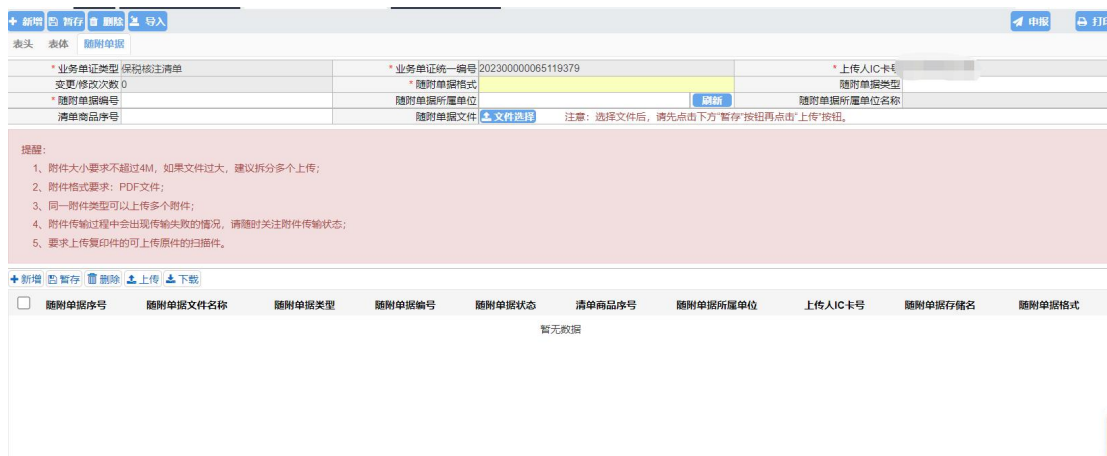 新增 暂存 删除 导入 申报 打印
表头 表体 随附单据
* 业务单证类型 保税核注清单 * 业务单证统一编号 202300000065119379 * 上传人IC卡号
变更/修改次数 0 * 随附单据格式 随附单据类型
* 随附单据编号 随附单据所属单位 刷新 随附单据所属单位名称
清单商品序号 随附单据文件 文件选择 注意：选择文件后，请先点击下方“暂存”按钮再点击“上传”按钮。
提醒：
1、附件大小要求不超过4M，如果文件过大，建议拆分多个上传；
2、附件格式要求：PDF文件；
3、同一附件类型可以上传多个附件；
4、附件传输过程中会出现传输失败的情况，请随时关注附件传输状态；
5、要求上传复印件的可上传原件的扫描件。
新增 暂存 删除 上传 下载
随附单据序号 随附单据文件名称 随附单据类型 随附单据编号 随附单据状态 清单商品序号 随附单据所属单位 上传人IC卡号 随附单据存储名 随附单据格式
暂无数据